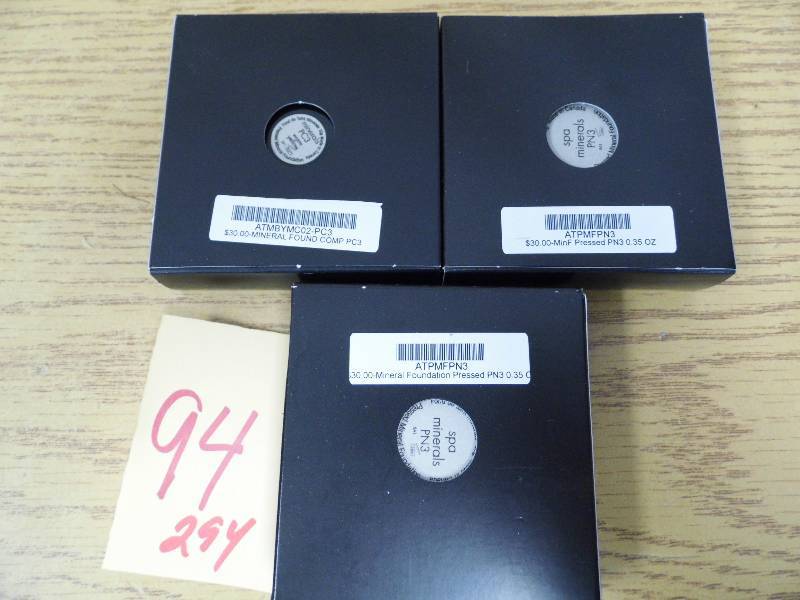 PC3
ATMBYMC02-PC3
$30.00-MINERAL FOUND COMP PC3
spa
minerals
PN3
ATPMFPN3
$30.00-MinF Pressed PN3 0.35 OZ
ATPMFPN3
30.00-Mineral Foundation Pressed PN3 0.35 O
spa
minerals
PN3
94
294